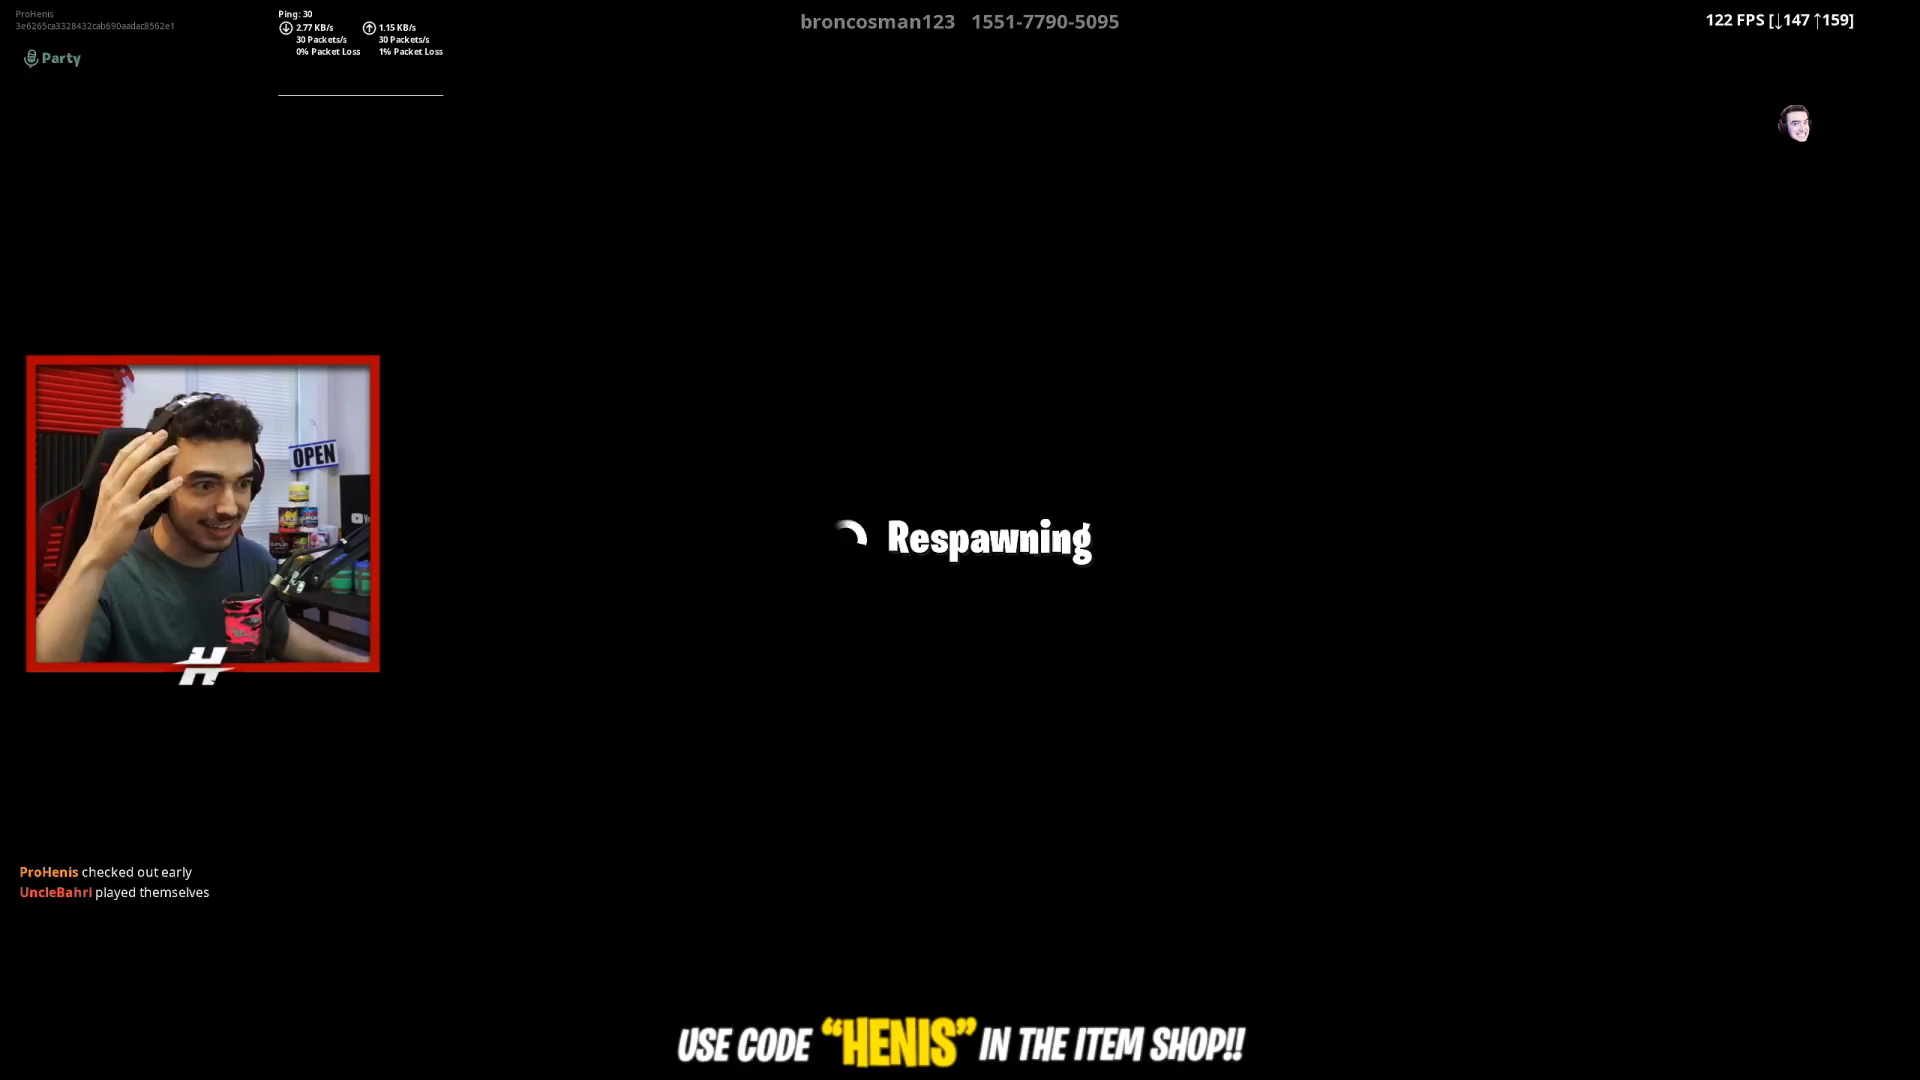 ProHenis
3e6265ca3328432cab690aadac8562e1
Party
Ping: 30
2.77 KB/s 1.15 KB/s
30 Packets/s 30 Packets/s
0% Packet Loss 1% Packet Loss
broncosman123 1551-7790-5095
122 FPS [↓147 ↑159]
OPEN
Respawning
H
ProHenis checked out early
UncleBahri played themselves
USE CODE “HENIS” IN THE ITEM SHOP!!